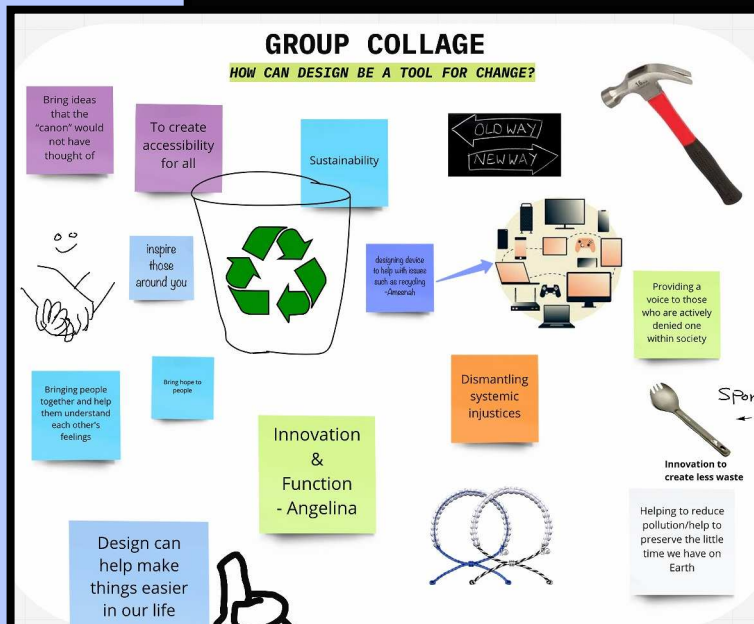 GROUP COLLAGE
HOW CAN DESIGN BE A TOOL FOR CHANGE?
Bring ideas
that the
"canon" would
not have
thought of
To create
accessibility
for all
Sustainability
OLD WAY
NEW WAY
inspire
those
around you
designing device
to help with issues
such as recycling
-Ameenah
Providing a
voice to those
who are actively
denied one
within society
Bringing people
together and help
them understand
each other's
feelings
Bring hope to
people
Dismantling
systemic
injustices
Spor
Innovation to
create less waste
Innovation
&
Function
- Angelina
Helping to reduce
pollution/help to
preserve the little
time we have on
Earth
Design can
help make
things easier
in our life